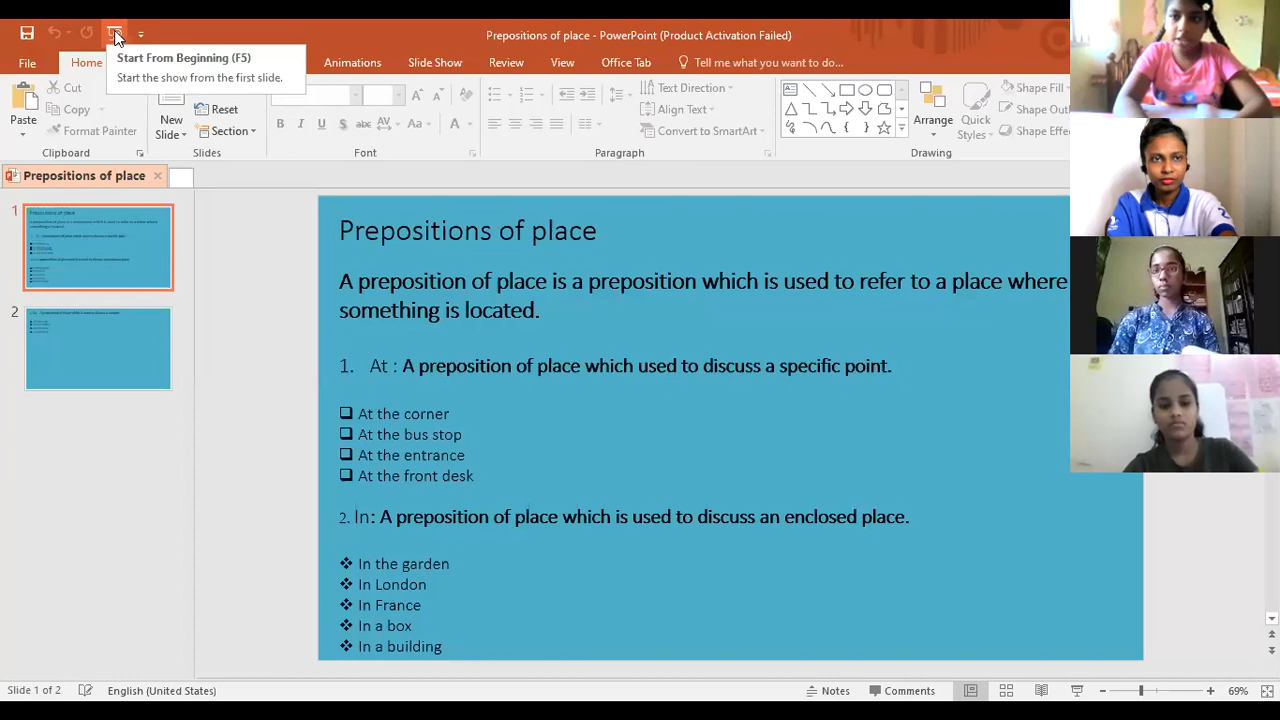 Prepositions of place - PowerPoint (Product Activation Failed)
Start From Beginning (F5)
Start the show from the first slide.
File
Home
Animations
Slide Show
Review
View
Office Tab
Tell me what you want to do...
Paste
Cut
Copy
Format Painter
Clipboard
New
Slide
Reset
Section
Slides
B I U S abc AV Aa A
Font
Text Direction
Align Text
Convert to SmartArt
Paragraph
Arrange
Quick
Styles
Shape Fill
Shape Out
Shape Effe
Drawing
Prepositions of place
1
2
Prepositions of place
A preposition of place is a preposition which is used to refer to a place where
something is located.
1. At : A preposition of place which used to discuss a specific point.
At the corner
At the bus stop
At the entrance
At the front desk
2. In: A preposition of place which is used to discuss an enclosed place.
In the garden
In London
In France
In a box
In a building
Slide 1 of 2
English (United States)
Notes
Comments
69%